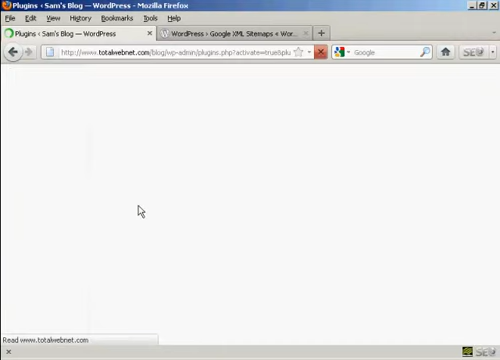 Plugins ‹ Sam's Blog — WordPress - Mozilla Firefox
File Edit View History Bookmarks Tools Help
Plugins ‹ Sam's Blog — WordPress
WordPress › Google XML Sitemaps « Wor...
http://www.totalwebnet.com/blog/wp-admin/plugins.php?activate=true&plu
Google
Read www.totalwebnet.com